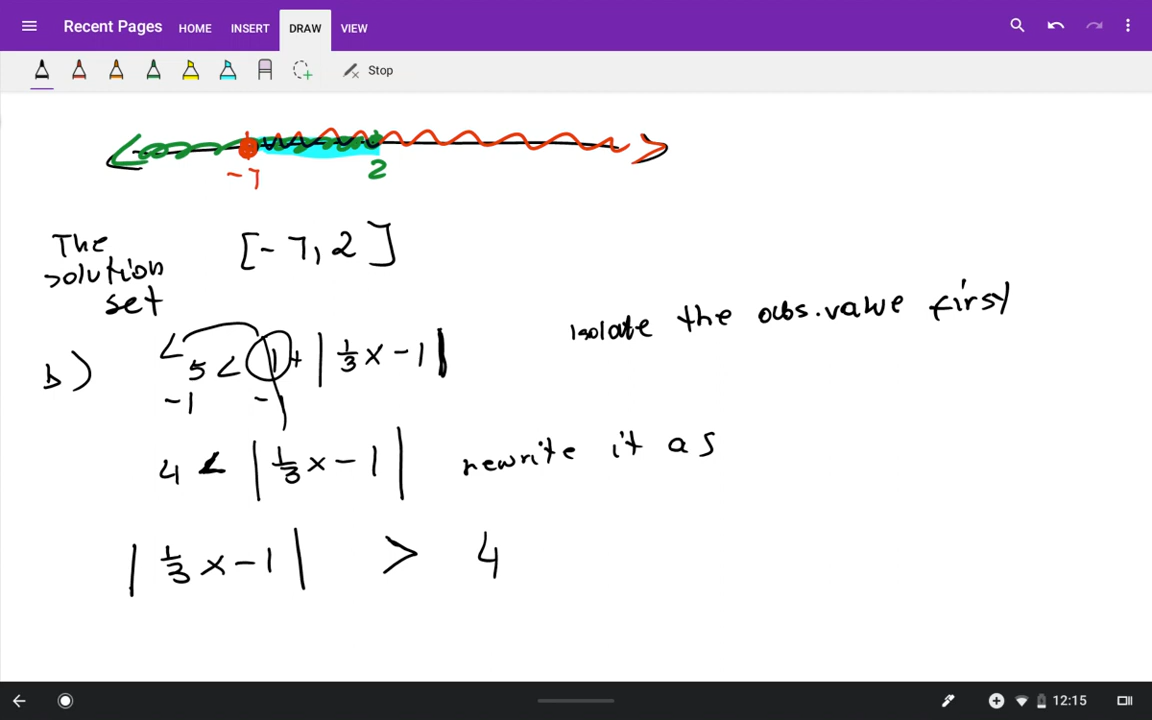 Recent Pages HOME INSERT DRAW VIEW
Stop
-7 2
The solution set [-7, 2]
Isolate the abs.value first
b) 5 < 1 + | 1/3 x - 1 |
-1 -1
4 < | 1/3 x - 1 | rewrite it as
| 1/3 x - 1 | > 4
12:15